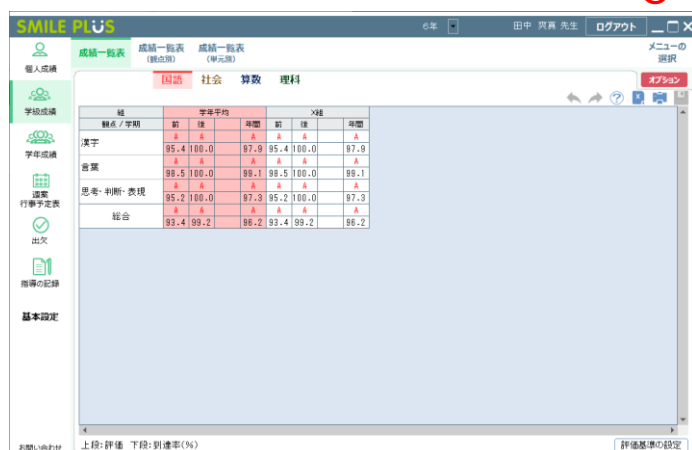 SMILE PLUS
6年 田中 爽真 先生 ログアウト
個人成績
学級成績
学年成績
週案
行事予定表
出欠
指導の記録
基本設定
お問い合わせ
成績一覧表 成績一覧表 (観点別) 成績一覧表 (単元別)
メニューの
選択
国語 社会 算数 理科 オプション
組 学年平均 X組
観点 / 学期 前 後 年間 前 後 年間
漢字 A A A A A A
95.4 100.0 97.9 95.4 100.0 97.9
言葉 A A A A A A
98.5 100.0 99.1 98.5 100.0 99.1
思考・判断・表現 A A A A A A
95.2 100.0 97.3 95.2 100.0 97.3
総合 A A A A A A
93.4 99.2 96.2 93.4 99.2 96.2
上段:評価 下段:到達率(%) 評価基準の設定